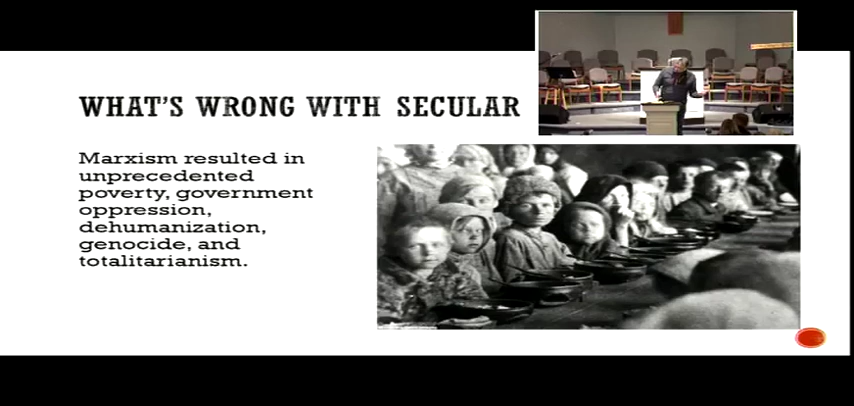 WHAT'S WRONG WITH SECULAR
Marxism resulted in
unprecedented
poverty, government
oppression,
dehumanization,
genocide, and
totalitarianism.